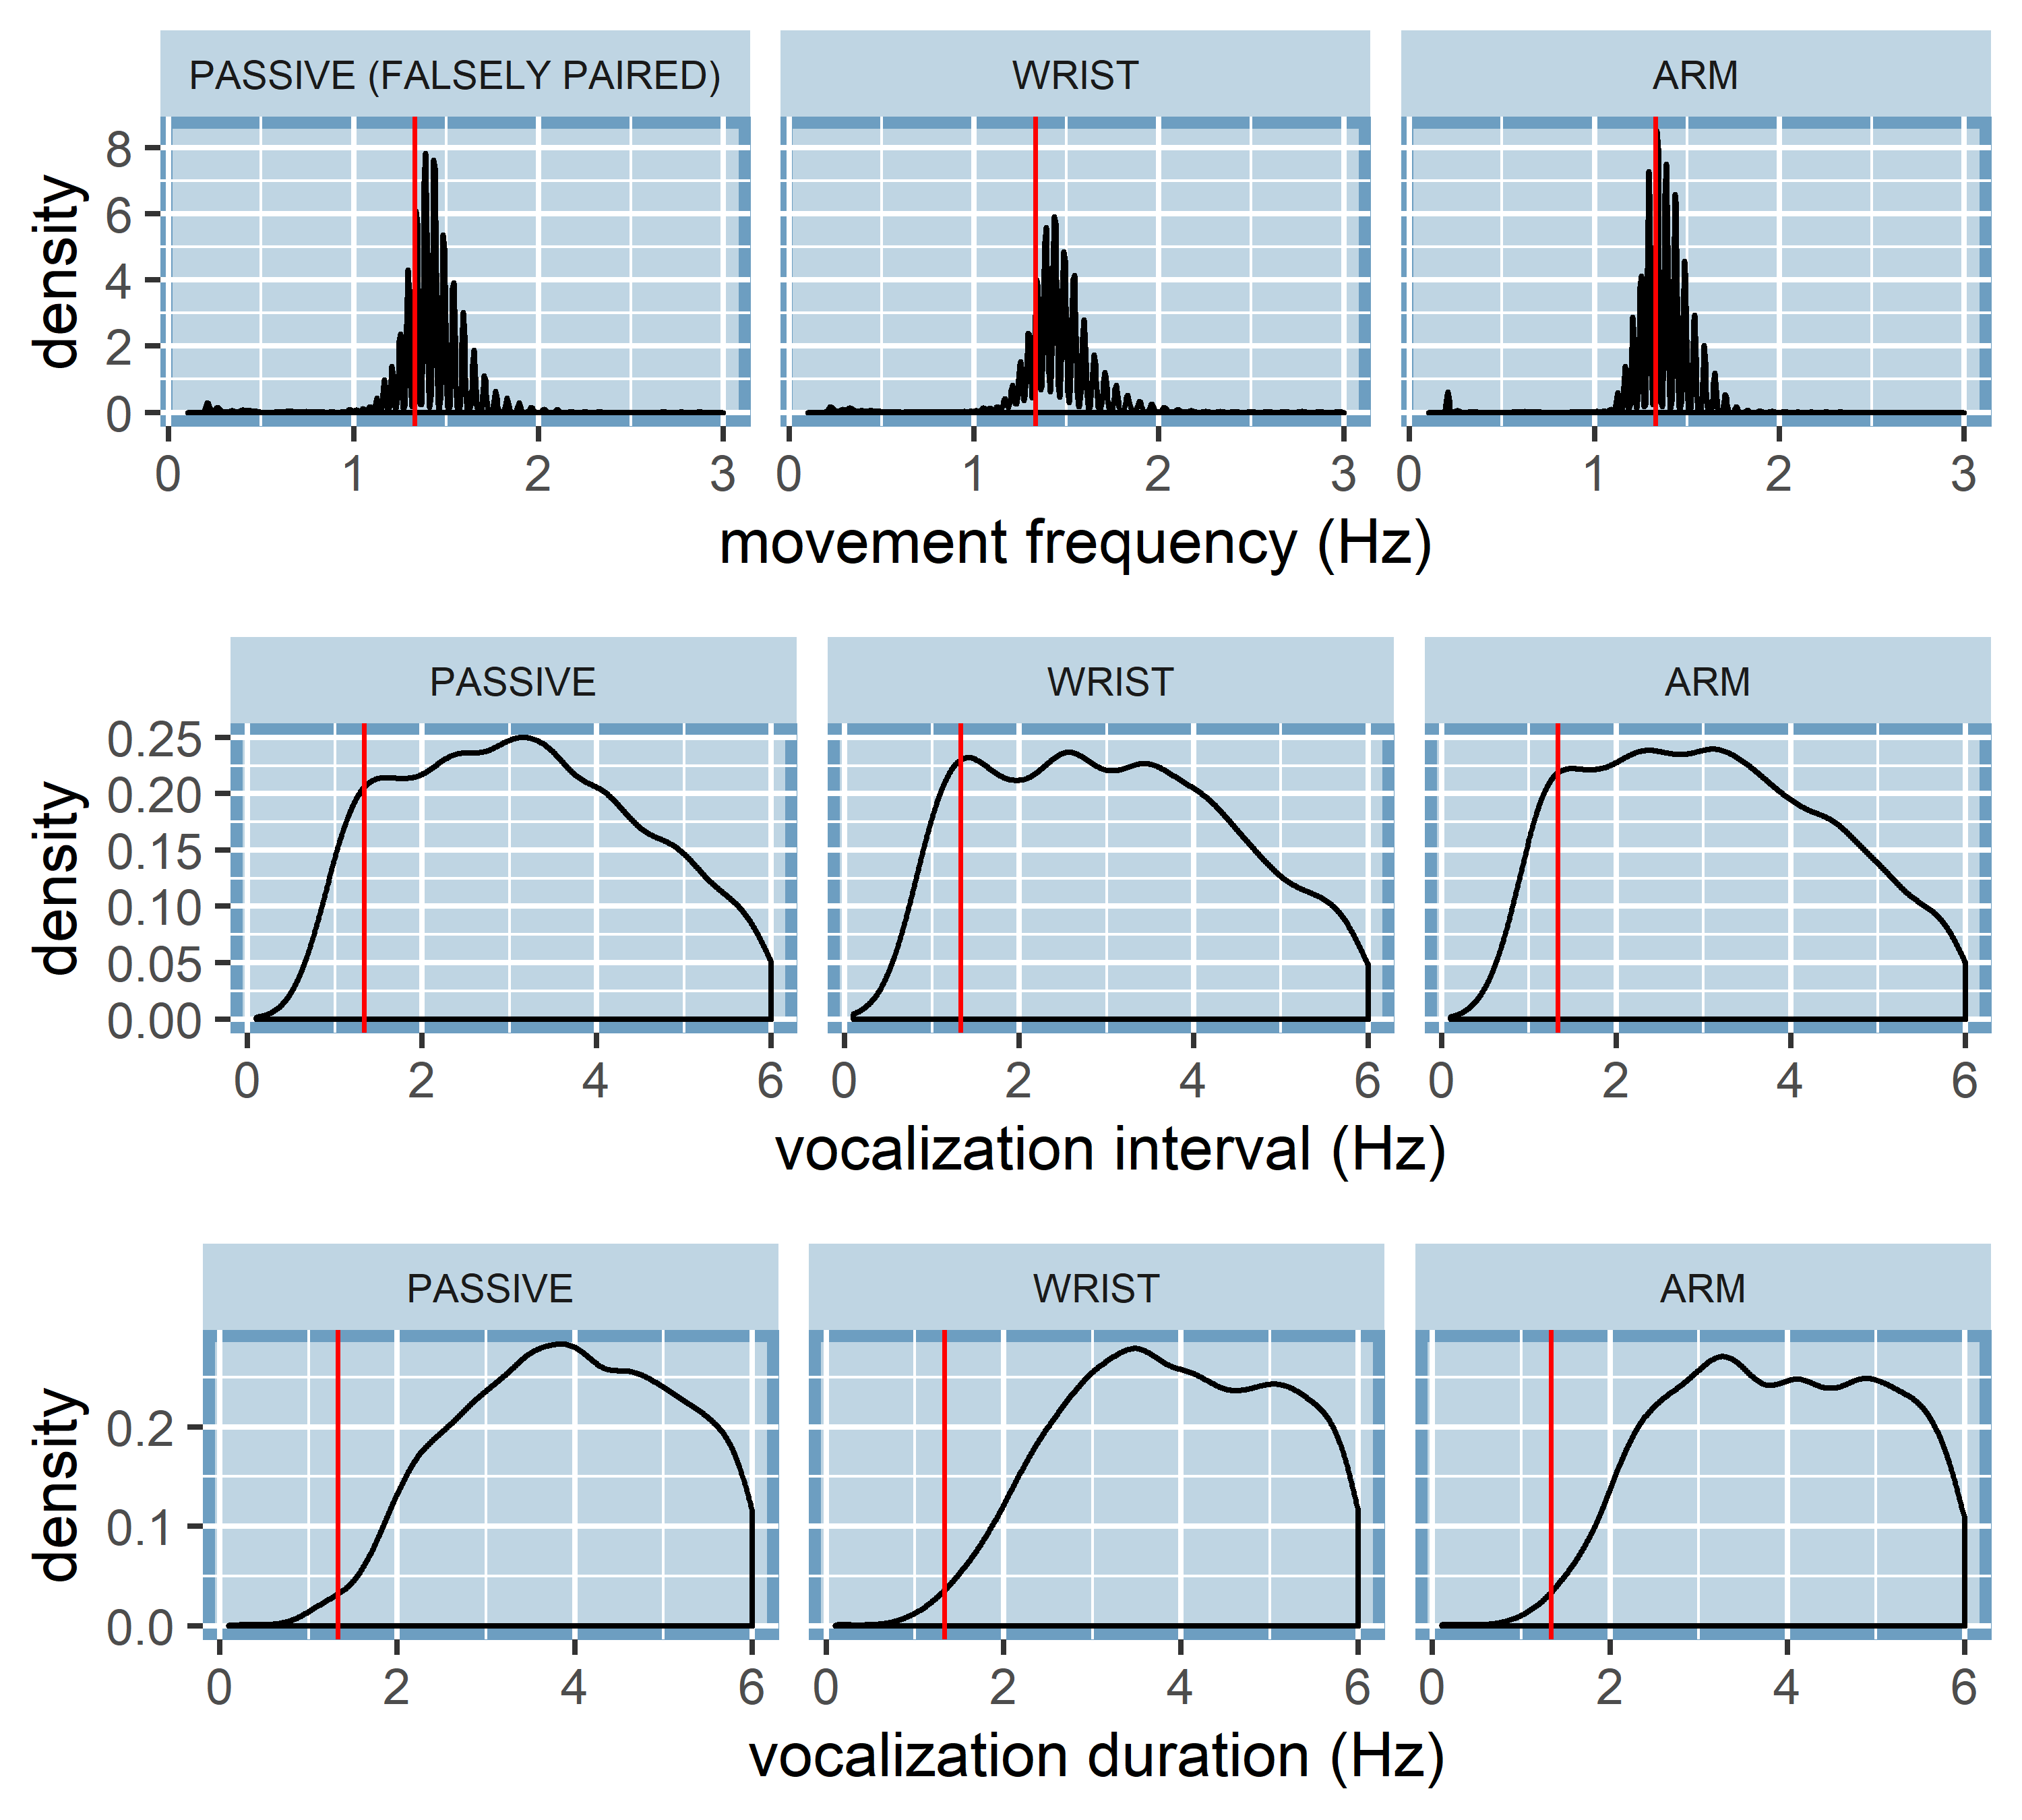 PASSIVE (FALSELY PAIRED) WRIST ARM
density
8
6
4
2
0
0 1 2 3 0 1 2 3 0 1 2 3
movement frequency (Hz)
PASSIVE WRIST ARM
density
0.25
0.20
0.15
0.10
0.05
0.00
0 2 4 6 0 2 4 6 0 2 4 6
vocalization interval (Hz)
PASSIVE WRIST ARM
density
0.2
0.1
0.0
0 2 4 6 0 2 4 6 0 2 4 6
vocalization duration (Hz)